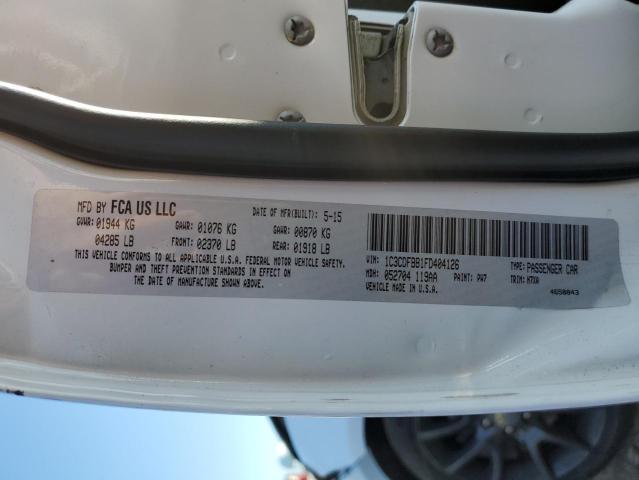 MFD BY FCA US LLC DATE OF MFR(BUILT): 5-15
GVWR: 01944 KG GAWR: 01076 KG GAWR: 00870 KG
04285 LB FRONT: 02370 LB REAR: 01918 LB
THIS VEHICLE CONFORMS TO ALL APPLICABLE U.S.A. FEDERAL MOTOR VEHICLE SAFETY,
BUMPER AND THEFT PREVENTION STANDARDS IN EFFECT ON
THE DATE OF MANUFACTURE SHOWN ABOVE.
VIN: 1C3CDFBB1FD404126 TYPE: PASSENGER CAR
MDH: 052704 119AA PAINT: PW7 TRIM: H7XA
VEHICLE MADE IN U.S.A. 4658843